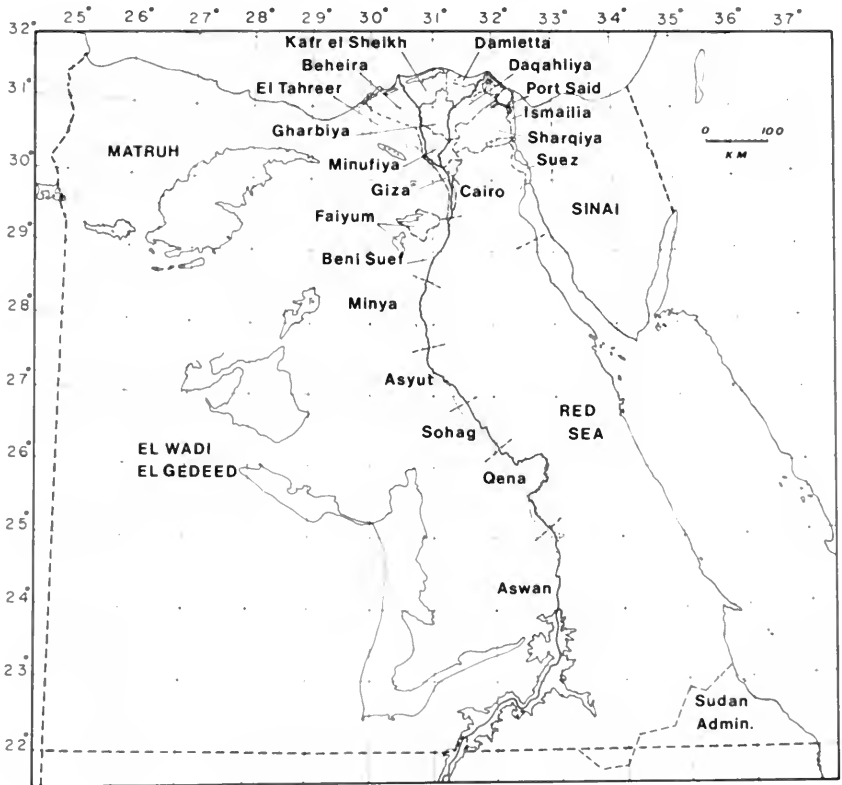 25° 26° 27° 28° 29° 30° 31° 32° 33° 34° 35° 36° 37°
32°
Kafr el Sheikh Damietta
Beheira Daqahliya
31° El Tahreer Port Said
Ismailia
Gharbiya Sharqiya
0 100
KM
MATRUH
30° Minufiya Suez
Giza Cairo
SINAI
Faiyum
29°
Beni Suef
28° Minya
27° Asyut
RED
SEA
Sohag
26° EL WADI
EL GEDEED
Qena
25°
24° Aswan
23°
Sudan
Admin.
22°